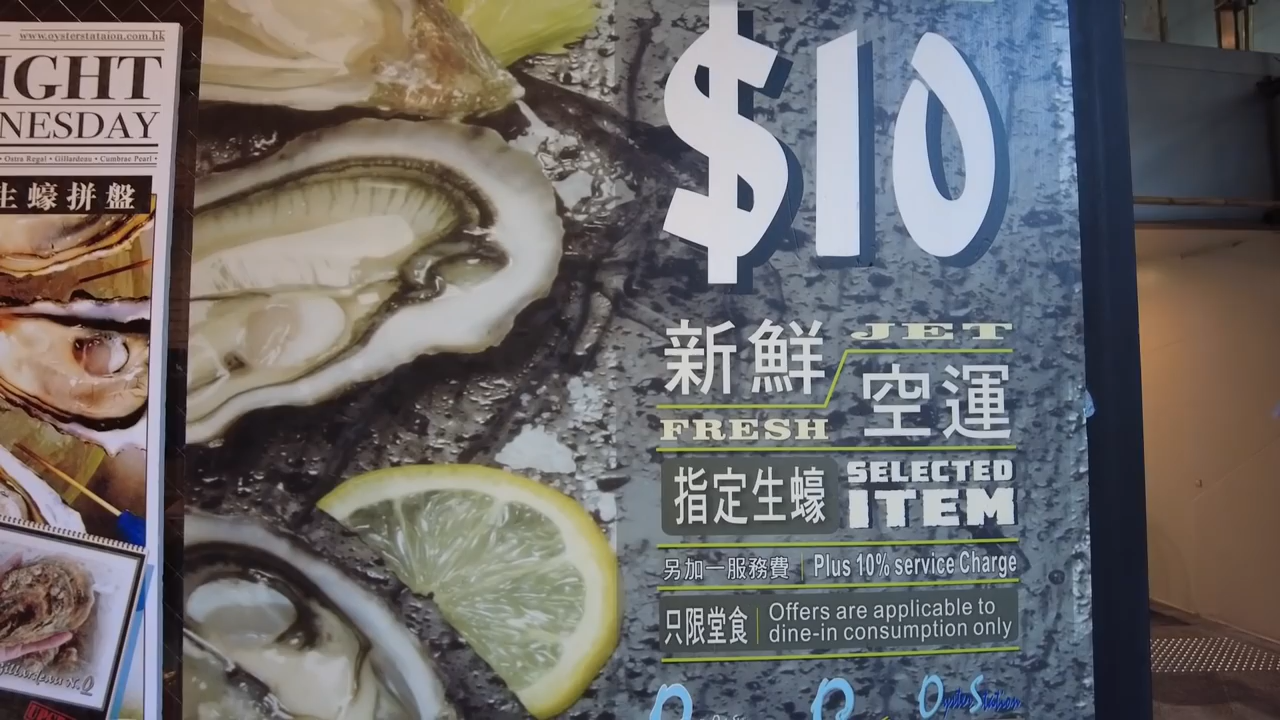 www.oysterstataion.com.hk
IGHT
NESDAY
Ostra Regal • Gillardeau • Cumbrae Pearl •
生蠔拼盤
Gillardeau N.Q
$10
新鮮 JET
FRESH 空運
指定生蠔 SELECTED
ITEM
另加一服務費 Plus 10% service Charge
只限堂食 Offers are applicable to
dine-in consumption only
Oyster Station